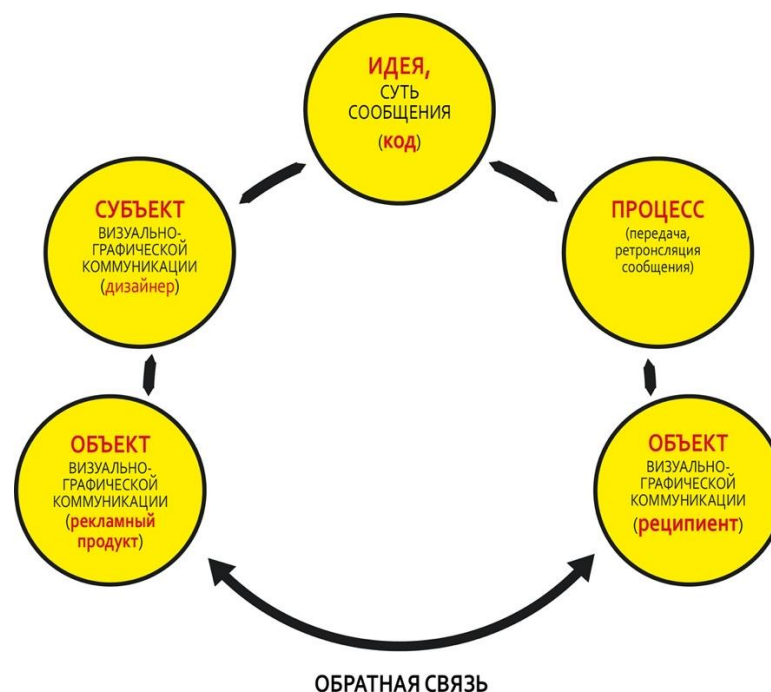 ИДЕЯ,
СУТЬ
СООБЩЕНИЯ
(код)
СУБЪЕКТ
ВИЗУАЛЬНО-
ГРАФИЧЕСКОЙ
КОММУНИКАЦИИ
(дизайнер)
ПРОЦЕСС
(передача,
ретронсляция
сообщения)
ОБЪЕКТ
ВИЗУАЛЬНО-
ГРАФИЧЕСКОЙ
КОММУНИКАЦИИ
(рекламный
продукт)
ОБЪЕКТ
ВИЗУАЛЬНО-
ГРАФИЧЕСКОЙ
КОММУНИКАЦИИ
(реципиент)
ОБРАТНАЯ СВЯЗЬ